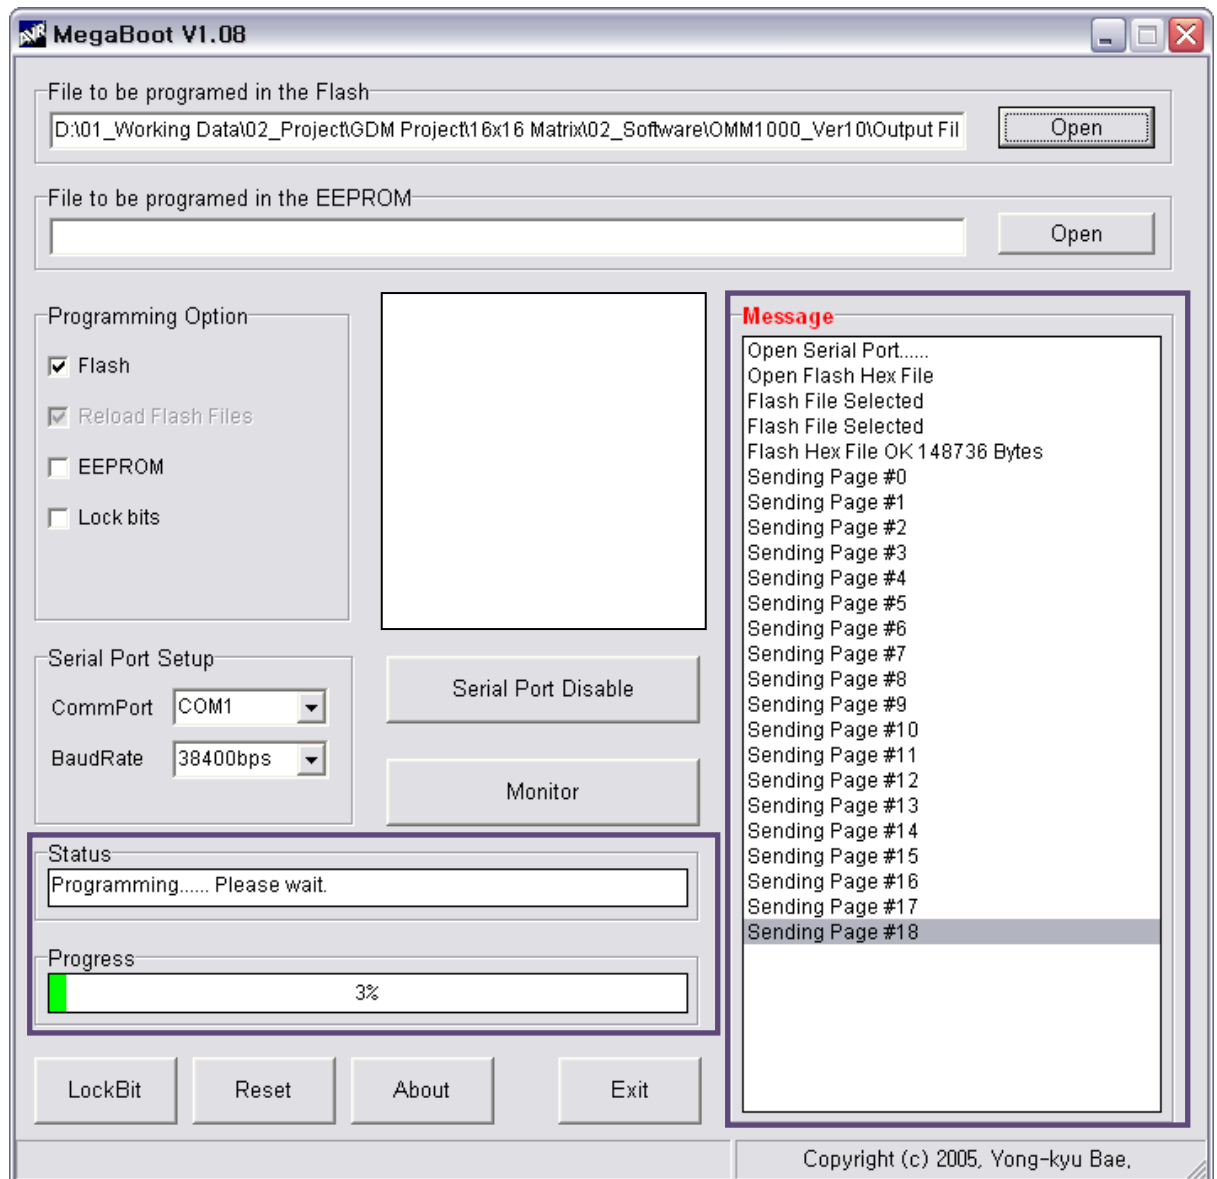 MegaBoot V1.08
File to be programed in the Flash
D:\01_Working Data\02_Project\GDM Project\16x16 Matrix\02_Software\OMM1000_Ver10\Output Fil
Open
File to be programed in the EEPROM
Open
Programming Option
Flash
Reload Flash Files
EEPROM
Lock bits
Serial Port Setup
CommPort COM1
BaudRate 38400bps
Serial Port Disable
Monitor
Status
Programming...... Please wait.
Progress
3%
LockBit Reset About Exit
Message
Open Serial Port......
Open Flash Hex File
Flash File Selected
Flash File Selected
Flash Hex File OK 148736 Bytes
Sending Page #0
Sending Page #1
Sending Page #2
Sending Page #3
Sending Page #4
Sending Page #5
Sending Page #6
Sending Page #7
Sending Page #8
Sending Page #9
Sending Page #10
Sending Page #11
Sending Page #12
Sending Page #13
Sending Page #14
Sending Page #15
Sending Page #16
Sending Page #17
Sending Page #18
Copyright (c) 2005, Yong-kyu Bae,
AVR